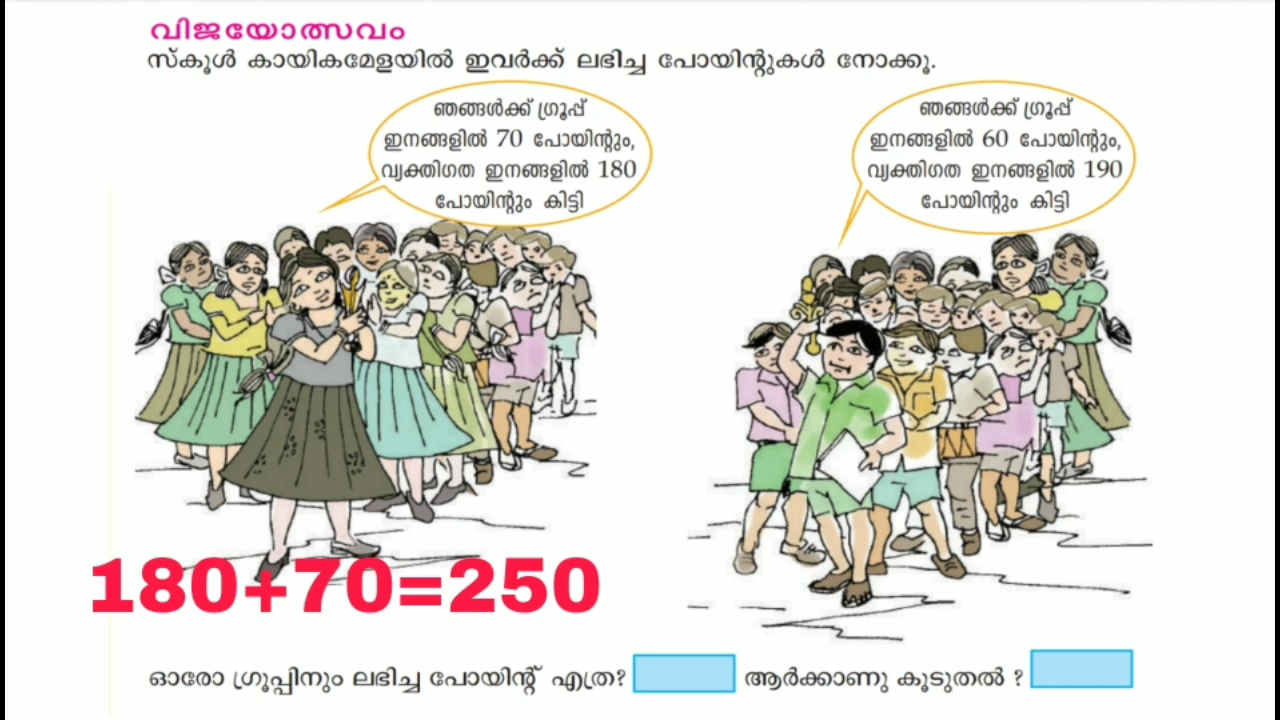 വിജയോത്സവം
സ്കൂൾ കായികമേളയിൽ ഇവർക്ക് ലഭിച്ച പോയിന്റുകൾ നോക്കൂ.
ഞങ്ങൾക്ക് ഗ്രൂപ്പ്
ഇനങ്ങളിൽ 70 പോയിന്റും,
വ്യക്തിഗത ഇനങ്ങളിൽ 180
പോയിന്റും കിട്ടി
ഞങ്ങൾക്ക് ഗ്രൂപ്പ്
ഇനങ്ങളിൽ 60 പോയിന്റും,
വ്യക്തിഗത ഇനങ്ങളിൽ 190
പോയിന്റും കിട്ടി
180+70=250
ഓരോ ഗ്രൂപ്പിനും ലഭിച്ച പോയിന്റ് എത്ര? ആർക്കാണു കൂടുതൽ ?